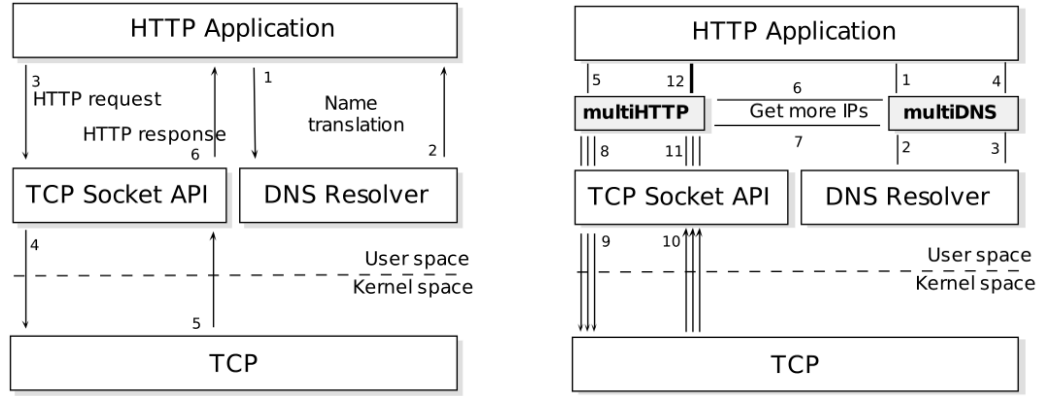 HTTP Application
3
HTTP request
HTTP response
6
1
Name
translation
2
TCP Socket API
DNS Resolver
4
User space
Kernel space
5
TCP
HTTP Application
5
12
6
1
4
multiHTTP
Get more IPs
multiDNS
7
8
11
2
3
TCP Socket API
DNS Resolver
9
10
User space
Kernel space
TCP